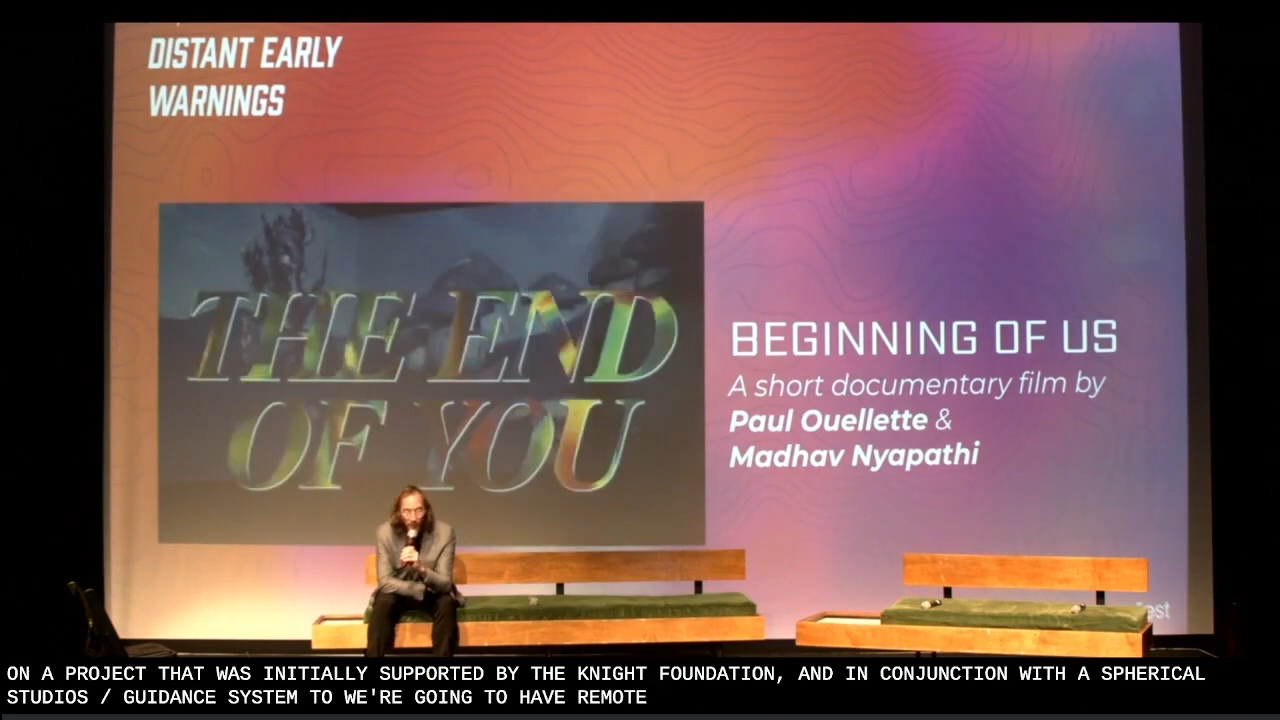 DISTANT EARLY
WARNINGS
THE END
OF YOU
BEGINNING OF US
A short documentary film by
Paul Ouellette &
Madhav Nyapathi
ON A PROJECT THAT WAS INITIALLY SUPPORTED BY THE KNIGHT FOUNDATION, AND IN CONJUNCTION WITH A SPHERICAL
STUDIOS / GUIDANCE SYSTEM TO WE'RE GOING TO HAVE REMOTE